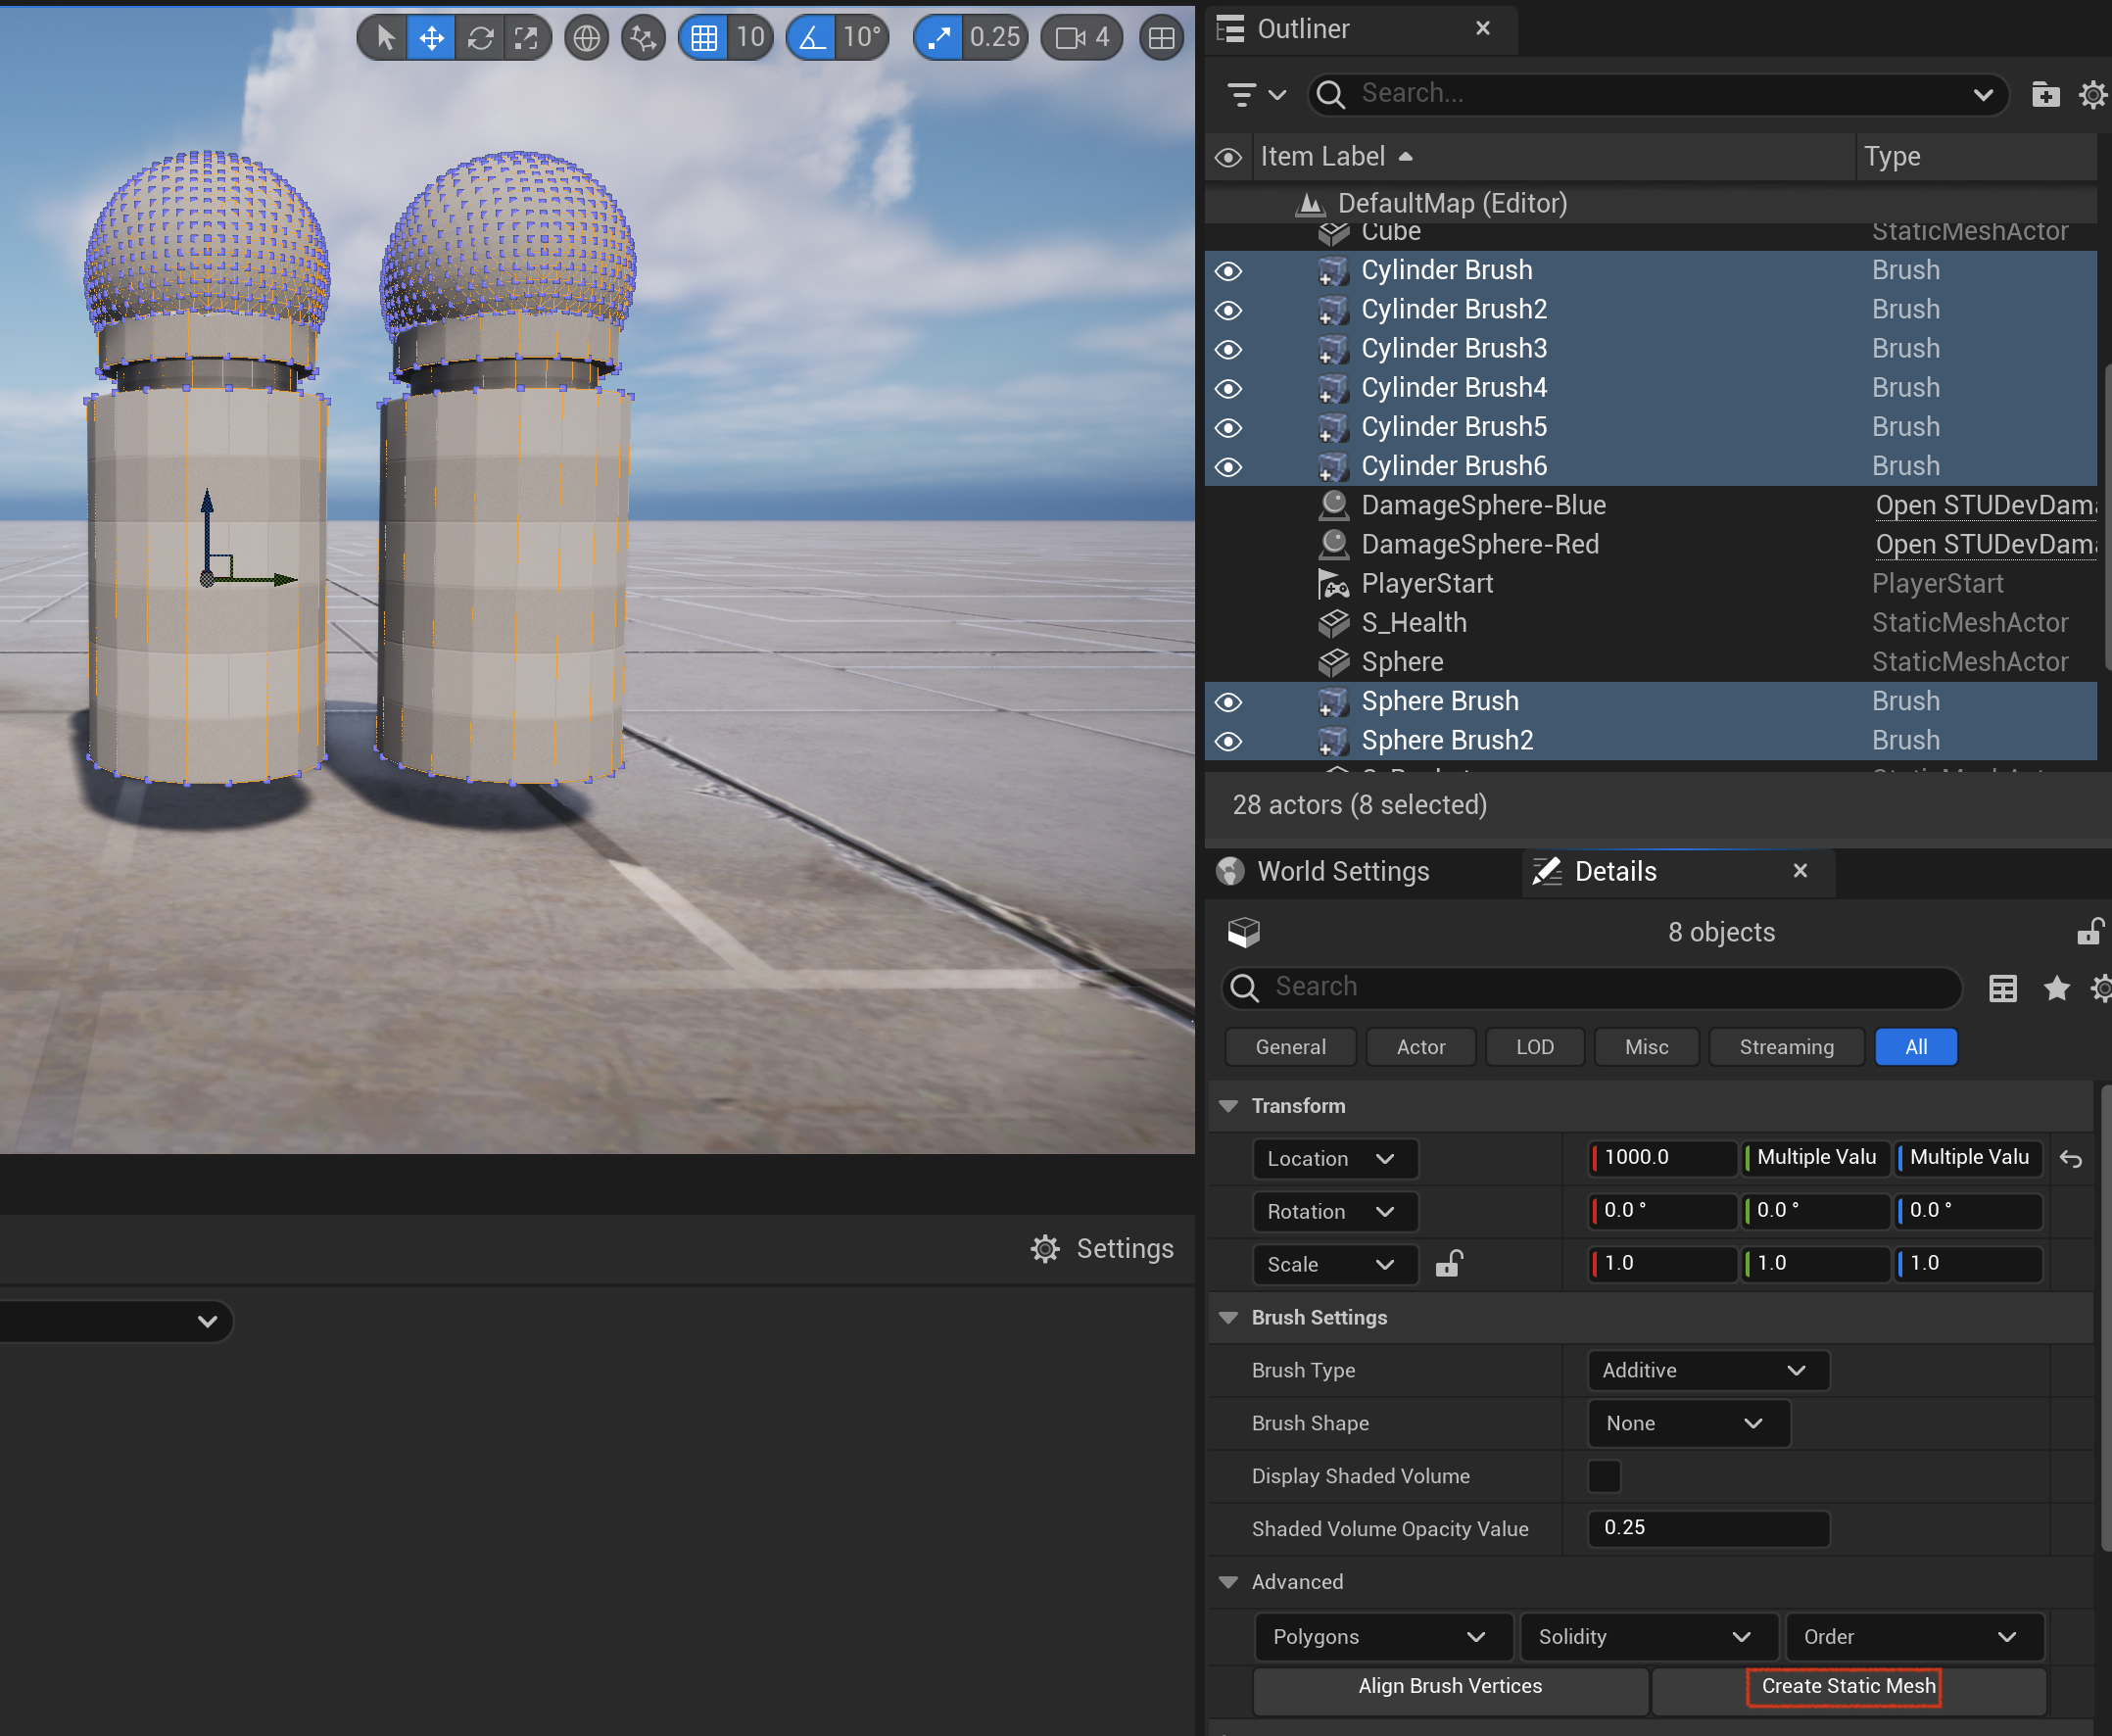 10
10°
0.25
4
Outliner
Search...
Item Label
Type
DefaultMap (Editor)
Cube
StaticMeshActor
Cylinder Brush
Brush
Cylinder Brush2
Brush
Cylinder Brush3
Brush
Cylinder Brush4
Brush
Cylinder Brush5
Brush
Cylinder Brush6
Brush
DamageSphere-Blue
Open STUDevDam
DamageSphere-Red
Open STUDevDam
PlayerStart
PlayerStart
S_Health
StaticMeshActor
Sphere
StaticMeshActor
Sphere Brush
Brush
Sphere Brush2
Brush
28 actors (8 selected)
World Settings
Details
8 objects
Search
General
Actor
LOD
Misc
Streaming
All
Transform
Location
1000.0
Multiple Valu
Multiple Valu
Rotation
0.0 °
0.0 °
0.0 °
Scale
1.0
1.0
1.0
Brush Settings
Brush Type
Additive
Brush Shape
None
Display Shaded Volume
Shaded Volume Opacity Value
0.25
Advanced
Polygons
Solidity
Order
Align Brush Vertices
Create Static Mesh
Settings